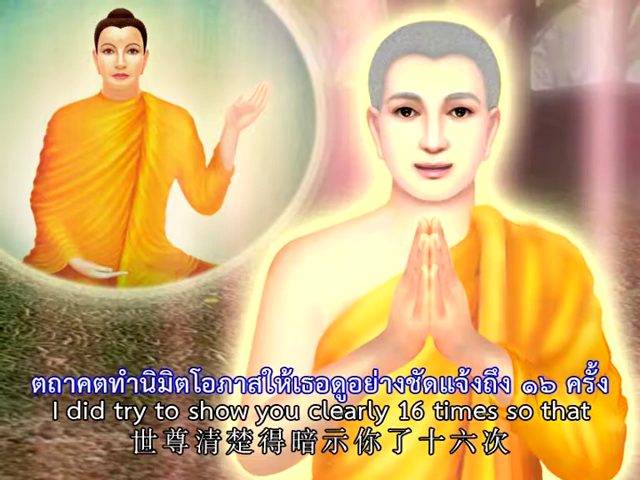 ตถาคตทำนิมิตโอภาสให้เธอดูอย่างชัดแจ้งถึง ๑๖ ครั้ง
I did try to show you clearly 16 times so that
世尊清楚得暗示你了十六次